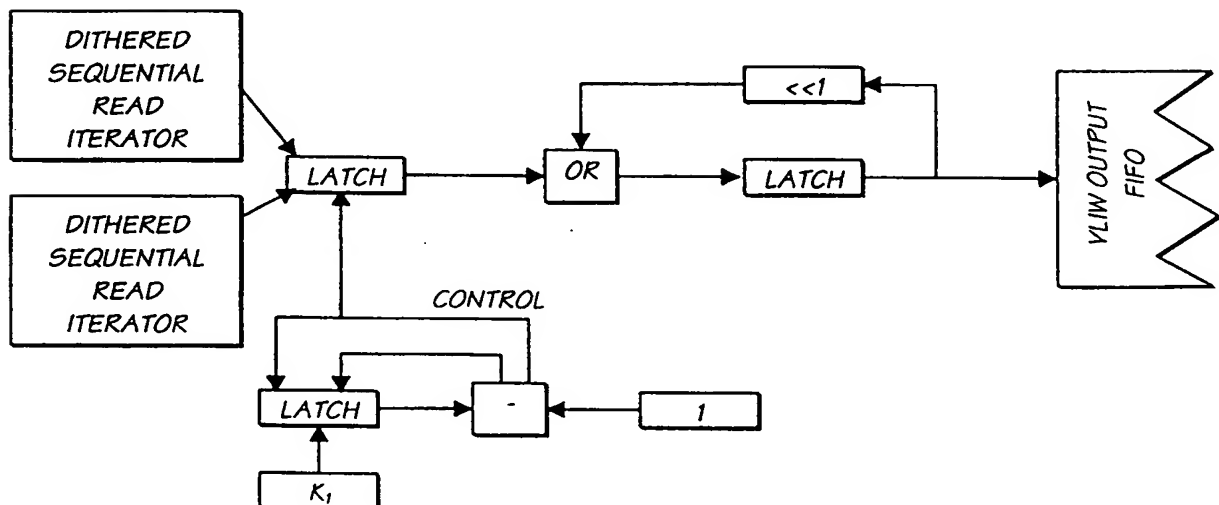 DITHERED
SEQUENTIAL
READ
ITERATOR
<<1
LATCH
OR
LATCH
VLIW OUTPUT
FIFO
DITHERED
SEQUENTIAL
READ
ITERATOR
CONTROL
LATCH
-
1
K₁